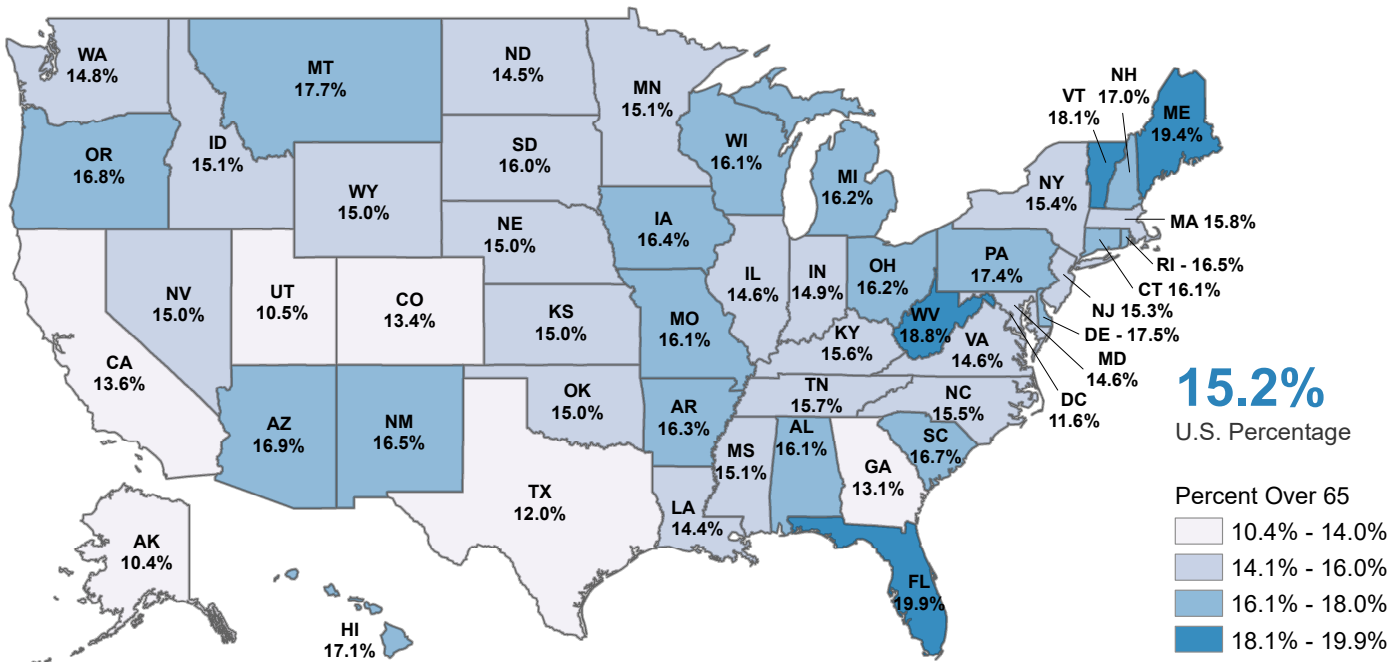 WA
14.8%
MT
17.7%
ND
14.5%
MN
15.1%
NH
17.0%
VT
18.1%
ME
19.4%
OR
16.8%
ID
15.1%
SD
16.0%
WI
16.1%
MI
16.2%
NY
15.4%
WY
15.0%
MA 15.8%
RI - 16.5%
CT 16.1%
NJ 15.3%
DE - 17.5%
MD
14.6%
DC
11.6%
NE
15.0%
IA
16.4%
IL
14.6%
IN
14.9%
OH
16.2%
PA
17.4%
NV
15.0%
UT
10.5%
CO
13.4%
KS
15.0%
MO
16.1%
KY
15.6%
WV
18.8%
VA
14.6%
CA
13.6%
AZ
16.9%
NM
16.5%
OK
15.0%
AR
16.3%
TN
15.7%
NC
15.5%
TX
12.0%
LA
14.4%
MS
15.1%
AL
16.1%
GA
13.1%
SC
16.7%
FL
19.9%
AK
10.4%
HI
17.1%
15.2%
U.S. Percentage
Percent Over 65
10.4% - 14.0%
14.1% - 16.0%
16.1% - 18.0%
18.1% - 19.9%